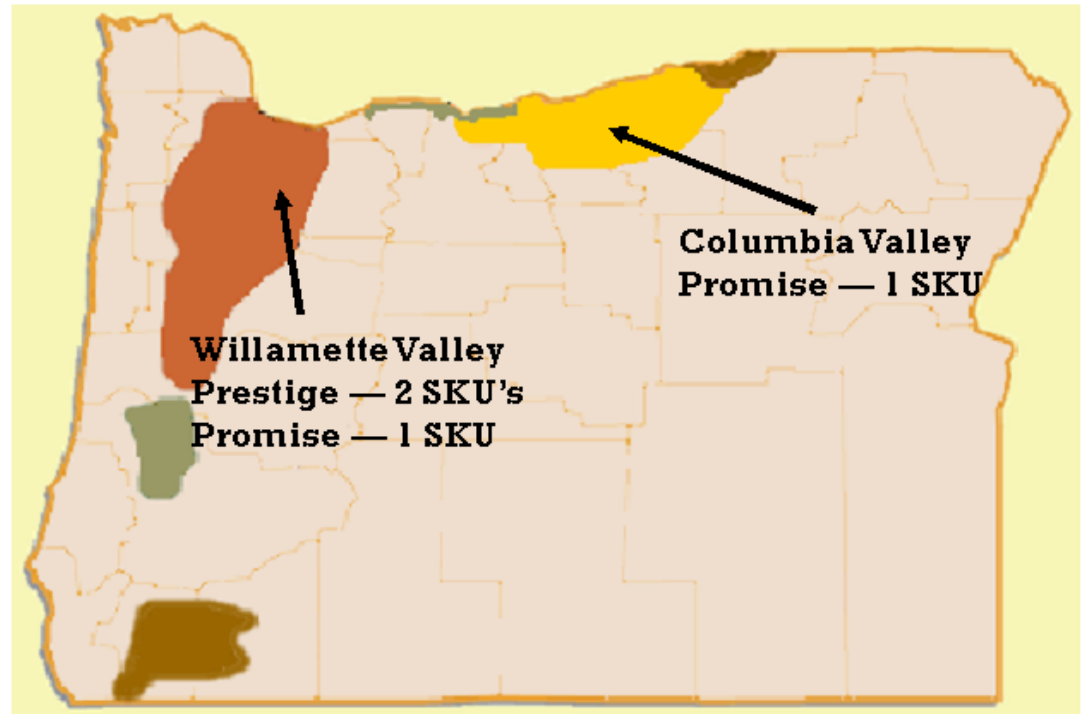 Columbia Valley
Promise — 1 SKU
Willamette Valley
Prestige — 2 SKU's
Promise — 1 SKU